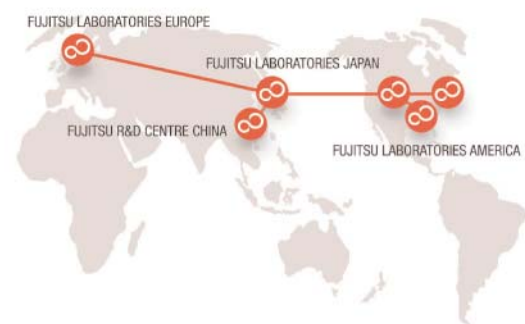 FUJITSU LABORATORIES EUROPE
FUJITSU LABORATORIES JAPAN
FUJITSU R&D CENTRE CHINA
FUJITSU LABORATORIES AMERICA